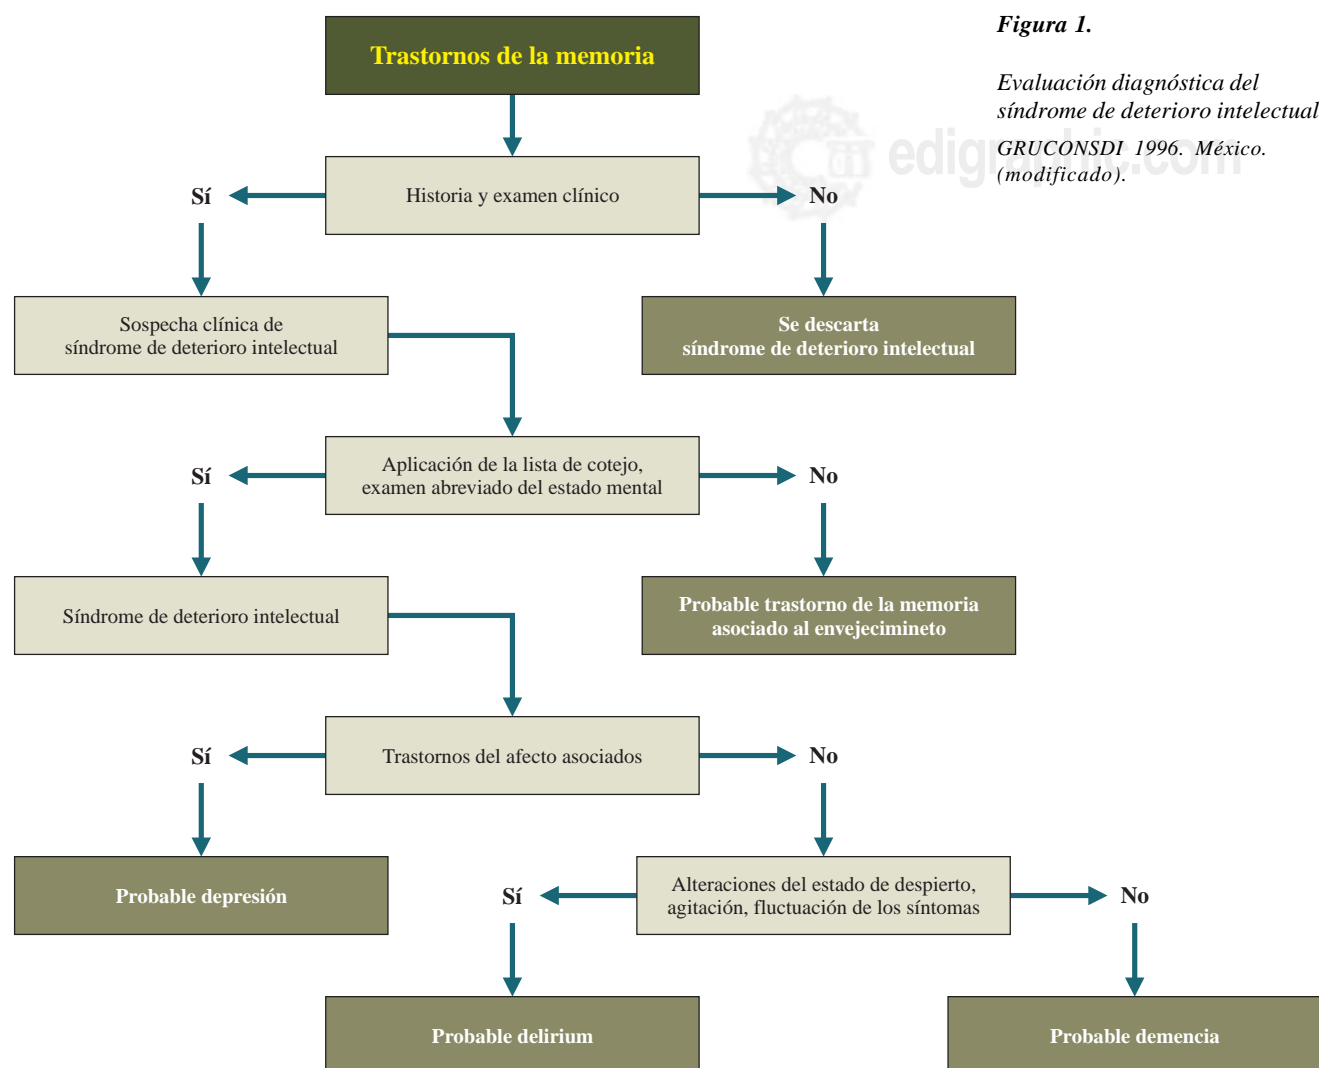 Trastornos de la memoria
Figura 1.
Evaluación diagnóstica del
síndrome de deterioro intelectual
GRUCONSDI 1996. México.
(modificado).
edigraphic.com
Historia y examen clínico
Sí
No
Sospecha clínica de
síndrome de deterioro intelectual
Se descarta
síndrome de deterioro intelectual
Aplicación de la lista de cotejo,
examen abreviado del estado mental
Sí
No
Síndrome de deterioro intelectual
Probable trastorno de la memoria
asociado al envejecimineto
Trastornos del afecto asociados
Sí
No
Probable depresión
Alteraciones del estado de despierto,
agitación, fluctuación de los síntomas
Sí
No
Probable delirium
Probable demencia